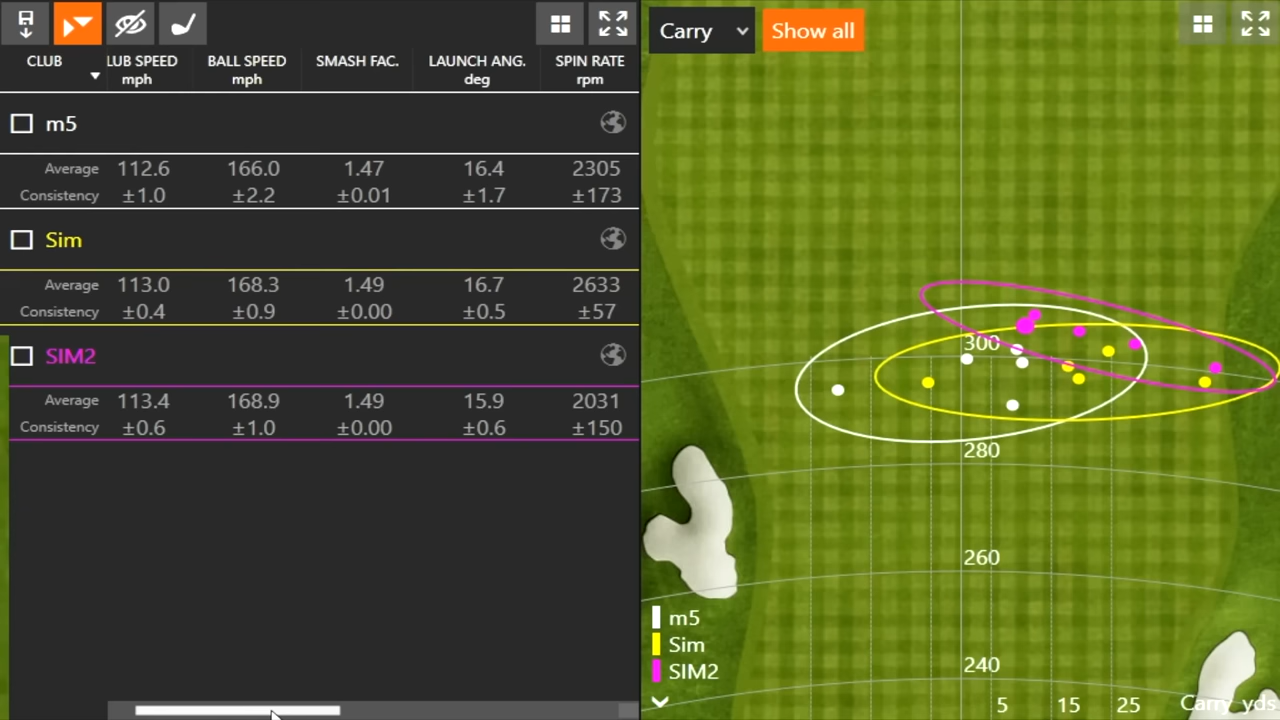 CLUB LUB SPEED mph BALL SPEED mph SMASH FAC. LAUNCH ANG. deg SPIN RATE rpm
m5
Average 112.6 166.0 1.47 16.4 2305
Consistency ±1.0 ±2.2 ±0.01 ±1.7 ±173
Sim
Average 113.0 168.3 1.49 16.7 2633
Consistency ±0.4 ±0.9 ±0.00 ±0.5 ±57
SIM2
Average 113.4 168.9 1.49 15.9 2031
Consistency ±0.6 ±1.0 ±0.00 ±0.6 ±150
Carry Show all
300
280
260
240
m5
Sim
SIM2
5 15 25 Carry yds